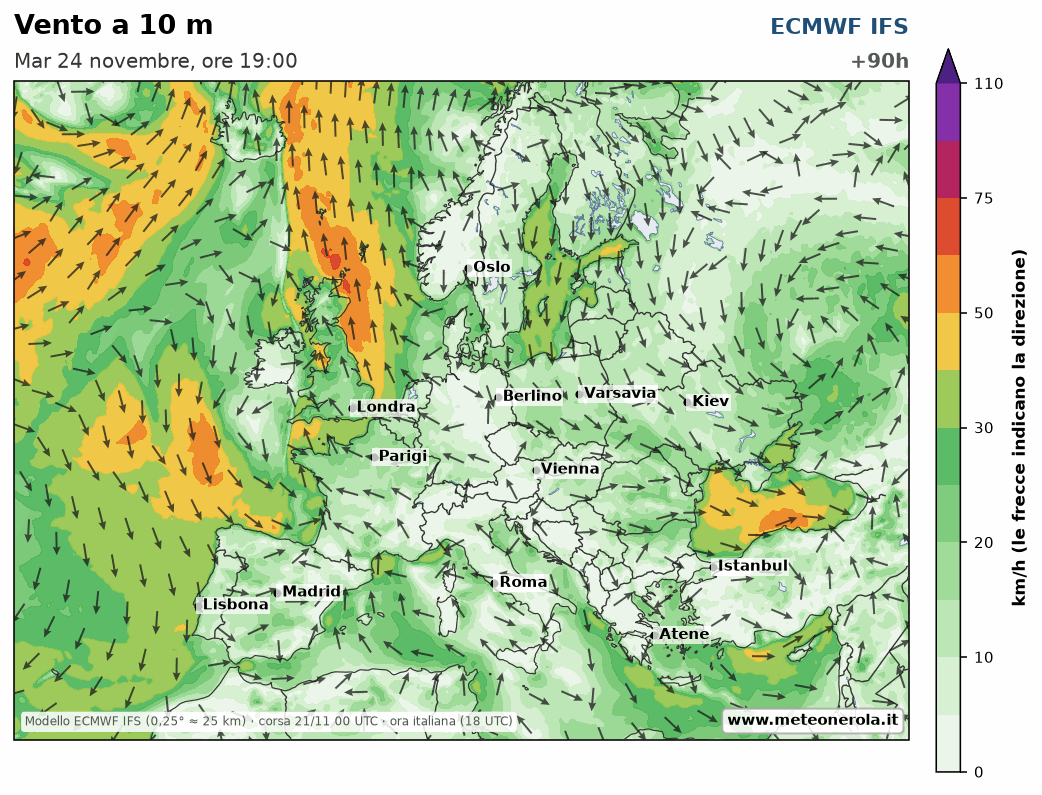 Vento a 10 m
ECMWF IFS
Mar 24 novembre, ore 19:00
+90h
110
75
50
30
20
10
0
km/h (le frecce indicano la direzione)
Oslo
Berlino
Varsavia
Kiev
Londra
Parigi
Vienna
Istanbul
Roma
Madrid
Lisbona
Atene
Modello ECMWF IFS (0,25° ≈ 25 km) · corsa 21/11 00 UTC · ora italiana (18 UTC)
www.meteonerola.it